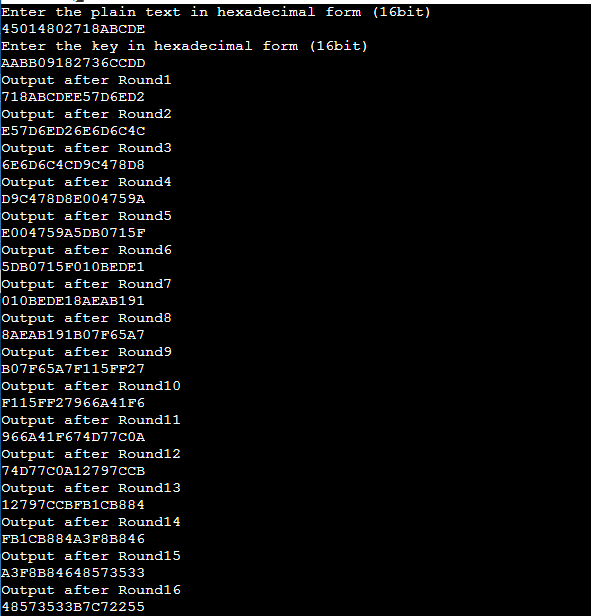 Enter the plain text in hexadecimal form (16bit)
45014802718ABCDE
Enter the key in hexadecimal form (16bit)
AABB09182736CCDD
Output after Round1
718ABCDEE57D6ED2
Output after Round2
E57D6ED26E6D6C4C
Output after Round3
6E6D6C4CD9C478D8
Output after Round4
D9C478D8E004759A
Output after Round5
E004759A5DB0715F
Output after Round6
5DB0715F010BEDE1
Output after Round7
010BEDE18AEAB191
Output after Round8
8AEAB191B07F65A7
Output after Round9
B07F65A7F115FF27
Output after Round10
F115FF27966A41F6
Output after Round11
966A41F674D77C0A
Output after Round12
74D77C0A12797CCB
Output after Round13
12797CCBFB1CB884
Output after Round14
FB1CB884A3F8B846
Output after Round15
A3F8B84648573533
Output after Round16
48573533B7C72255